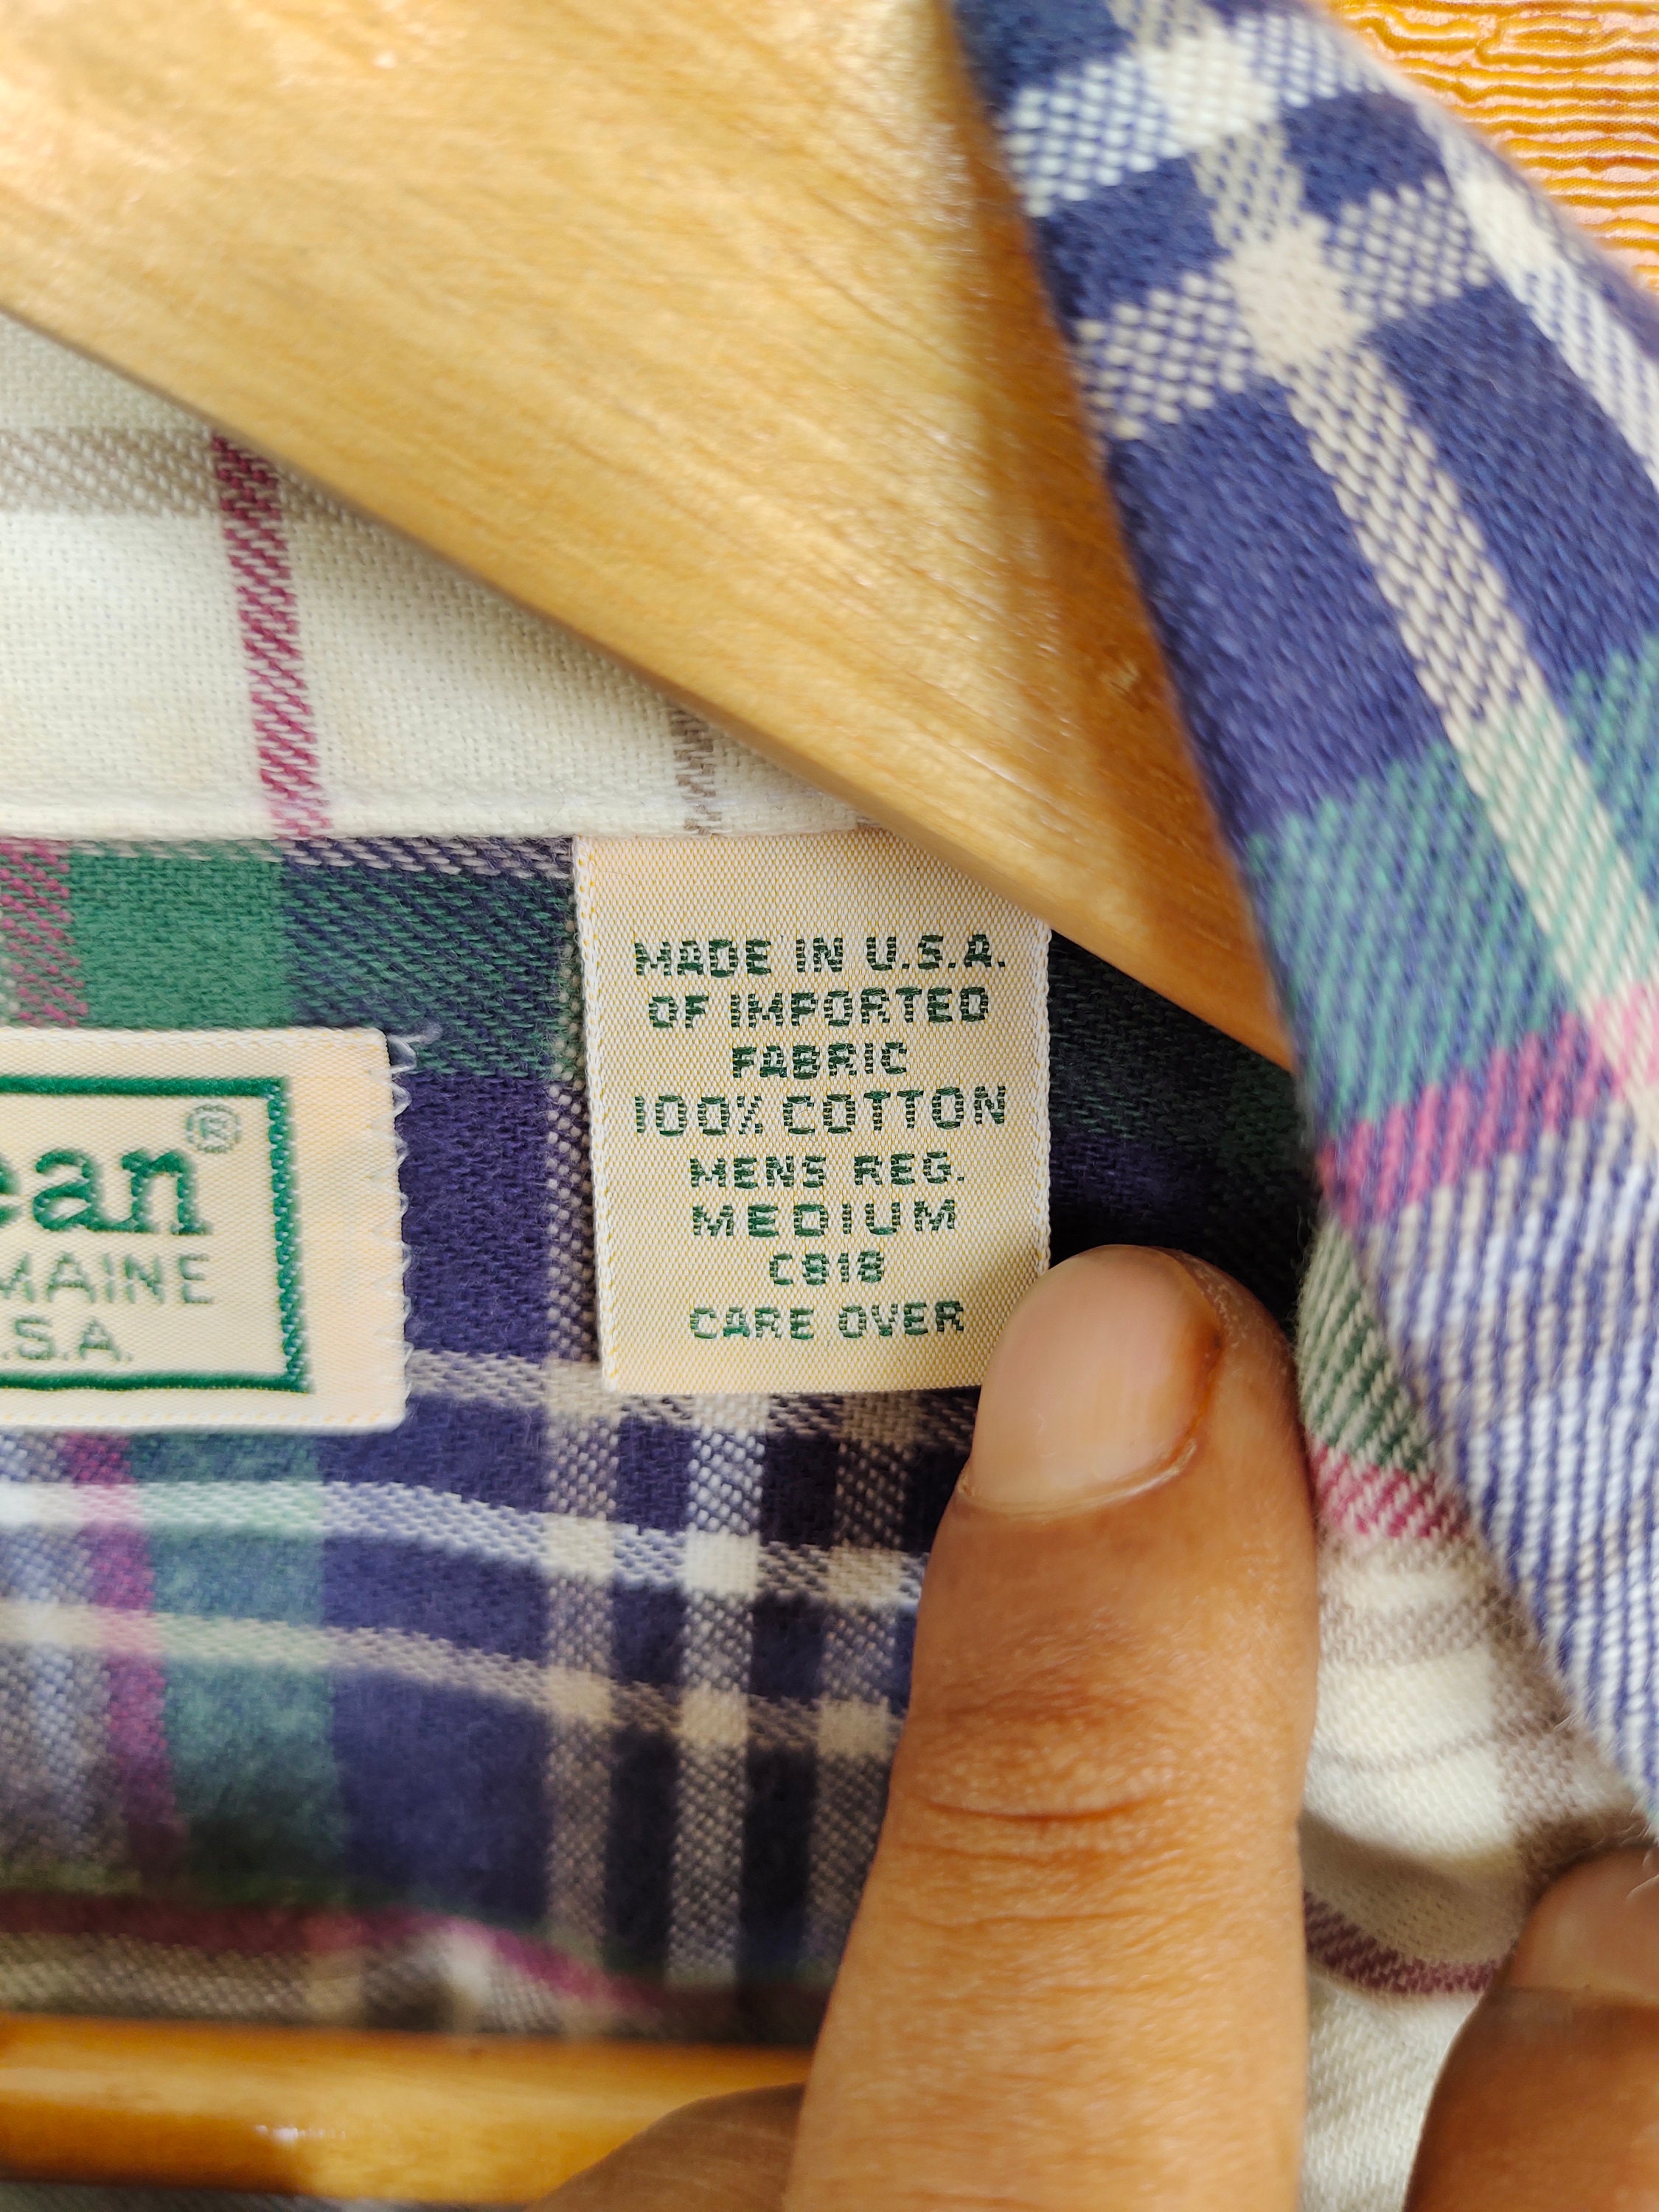 MADE IN U.S.A.
OF IMPORTED
FABRIC
100% COTTON
MENS REG.
MEDIUM
C818
CARE OVER
ean®
MAINE
.S.A.